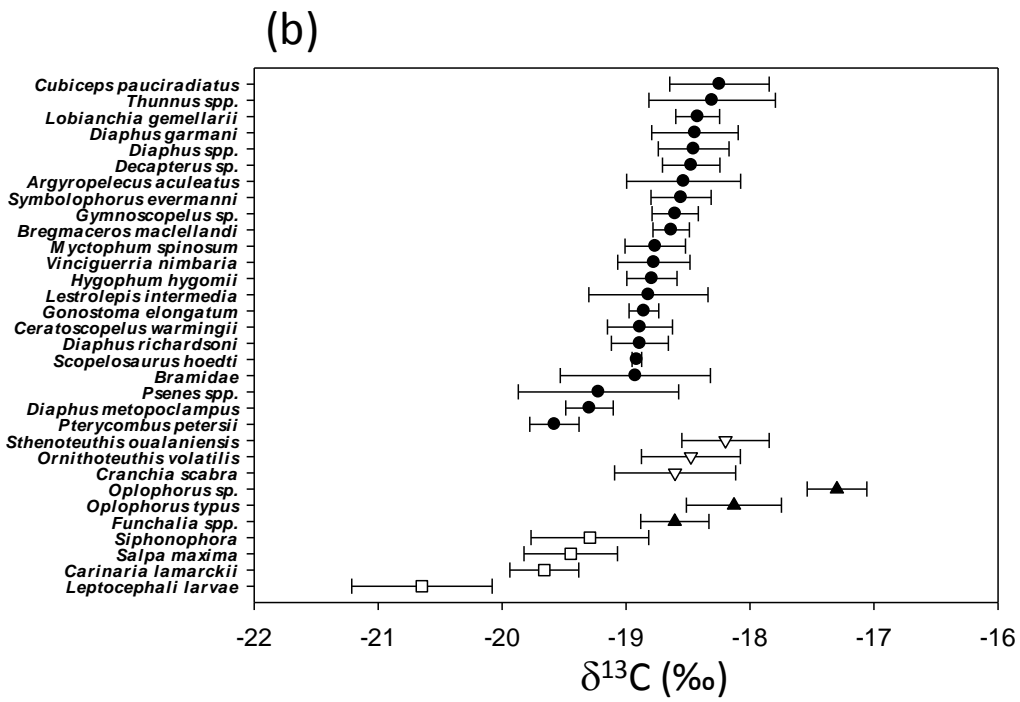 (b)
Cubiceps pauciradiatus
Thunnus spp.
Lobianchia gemellarii
Diaphus garmani
Diaphus spp.
Decapterus sp.
Argyropelecus aculeatus
Symbolophorus evermanni
Gymnoscopelus sp.
Bregmaceros maclellandi
Myctophum spinosum
Vinciguerria nimbaria
Hygophum hygomii
Lestrolepis intermedia
Gonostoma elongatum
Ceratoscopelus warmingii
Diaphus richardsoni
Scopelosaurus hoedti
Bramidae
Psenes spp.
Diaphus metopoclampus
Pterycombus petersii
Sthenoteuthis oualaniensis
Ornithoteuthis volatilis
Cranchia scabra
Oplophorus sp.
Oplophorus typus
Funchalia spp.
Siphonophora
Salpa maxima
Carinaria lamarckii
Leptocephali larvae
-22 -21 -20 -19 -18 -17 -16
δ¹³C (‰)